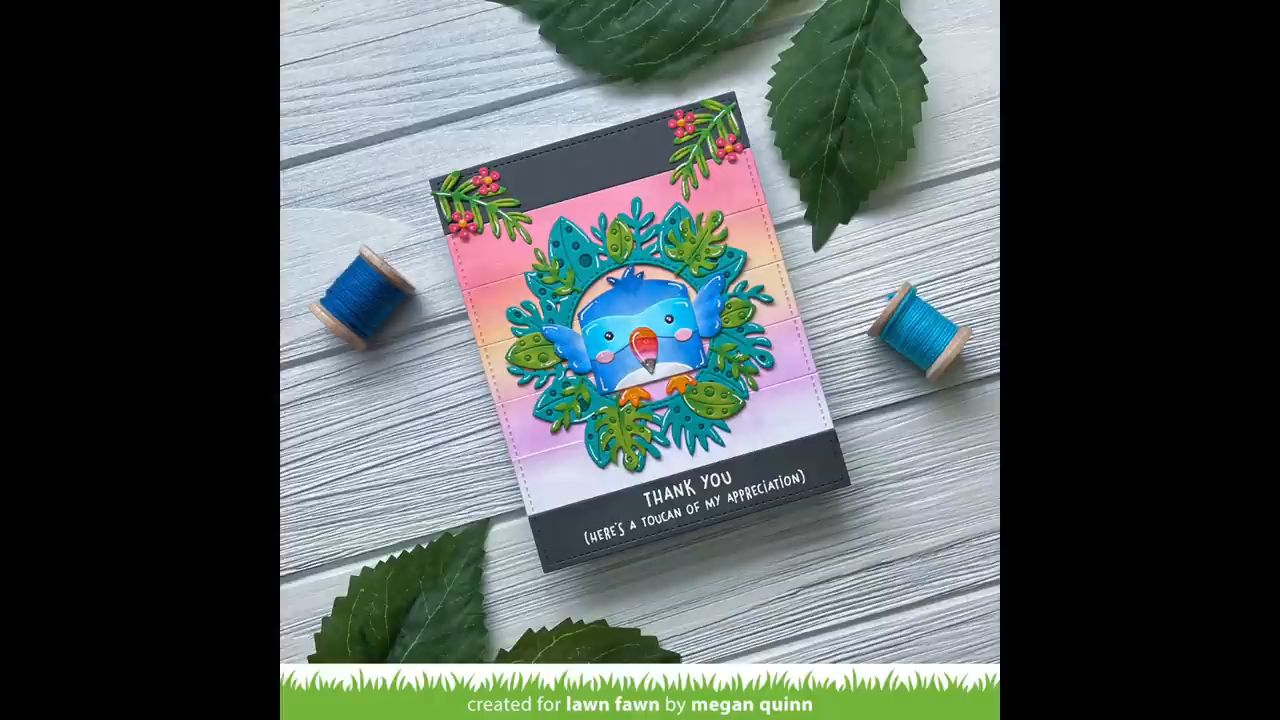 THANK YOU
(HERE'S A TOUCAN OF MY APPRECIATION)
created for lawn fawn by megan quinn